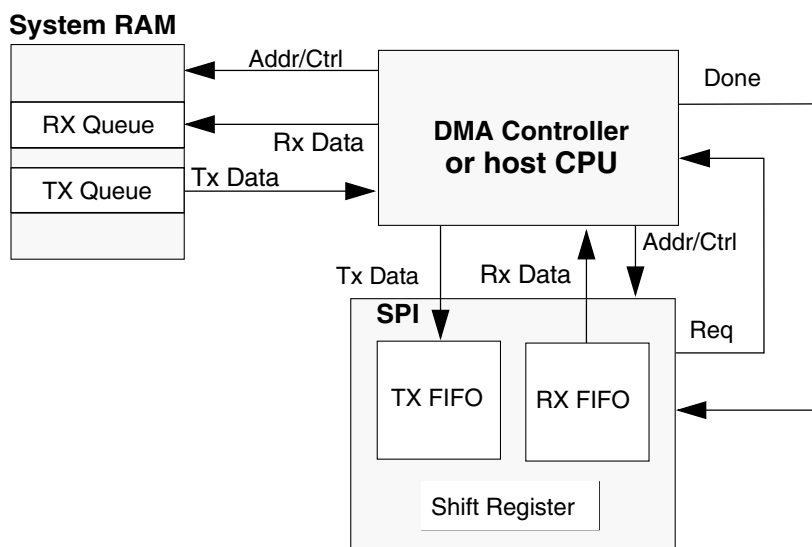 System RAM
Addr/Ctrl
Done
RX Queue
Rx Data
DMA Controller
or host CPU
TX Queue
Tx Data
Addr/Ctrl
Tx Data
Rx Data
SPI
Req
TX FIFO
RX FIFO
Shift Register